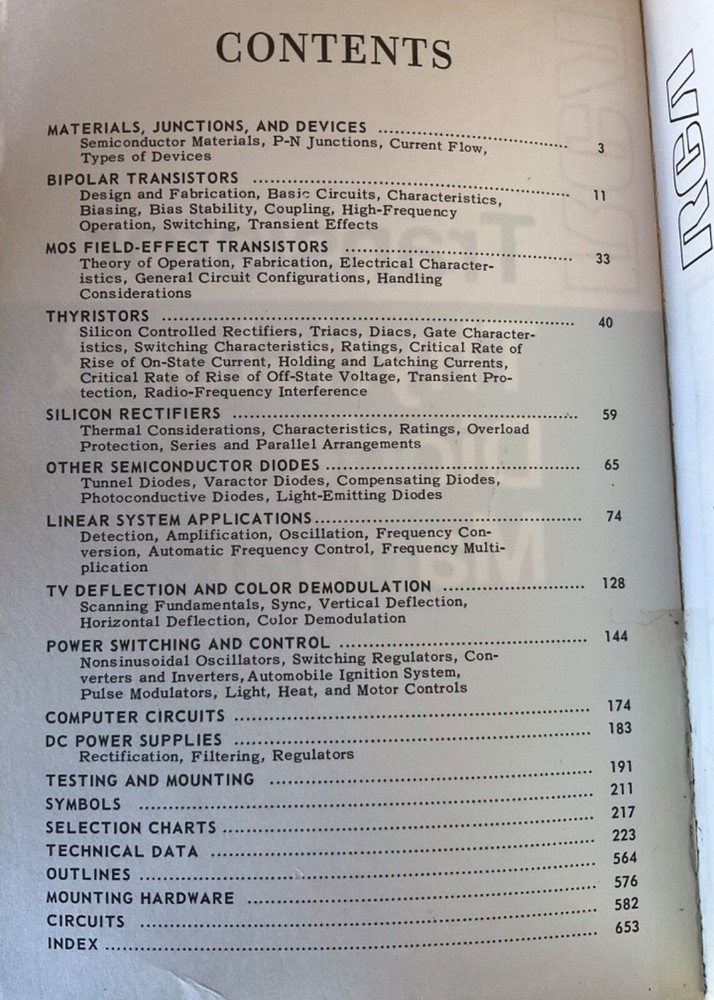 CONTENTS
MATERIALS, JUNCTIONS, AND DEVICES ........ 3
Semiconductor Materials, P-N Junctions, Current Flow,
Types of Devices
BIPOLAR TRANSISTORS ........ 11
Design and Fabrication, Basic Circuits, Characteristics,
Biasing, Bias Stability, Coupling, High-Frequency
Operation, Switching, Transient Effects
MOS FIELD-EFFECT TRANSISTORS ........ 33
Theory of Operation, Fabrication, Electrical Character-
istics, General Circuit Configurations, Handling
Considerations
THYRISTORS ........ 40
Silicon Controlled Rectifiers, Triacs, Diacs, Gate Character-
istics, Switching Characteristics, Ratings, Critical Rate of
Rise of On-State Current, Holding and Latching Currents,
Critical Rate of Rise of Off-State Voltage, Transient Pro-
tection, Radio-Frequency Interference
SILICON RECTIFIERS ........ 59
Thermal Considerations, Characteristics, Ratings, Overload
Protection, Series and Parallel Arrangements
OTHER SEMICONDUCTOR DIODES ........ 65
Tunnel Diodes, Varactor Diodes, Compensating Diodes,
Photoconductive Diodes, Light-Emitting Diodes
LINEAR SYSTEM APPLICATIONS ........ 74
Detection, Amplification, Oscillation, Frequency Con-
version, Automatic Frequency Control, Frequency Multi-
plication
TV DEFLECTION AND COLOR DEMODULATION ........ 128
Scanning Fundamentals, Sync, Vertical Deflection,
Horizontal Deflection, Color Demodulation
POWER SWITCHING AND CONTROL ........ 144
Nonsinusoidal Oscillators, Switching Regulators, Con-
verters and Inverters, Automobile Ignition System,
Pulse Modulators, Light, Heat, and Motor Controls
COMPUTER CIRCUITS ........ 174
DC POWER SUPPLIES ........ 183
Rectification, Filtering, Regulators
TESTING AND MOUNTING ........ 191
SYMBOLS ........ 211
SELECTION CHARTS ........ 217
TECHNICAL DATA ........ 223
OUTLINES ........ 564
MOUNTING HARDWARE ........ 576
CIRCUITS ........ 582
INDEX ........ 653
RCA